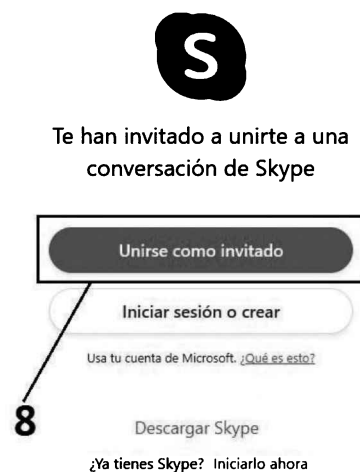 S
Te han invitado a unirte a una
conversación de Skype
Unirse como invitado
Iniciar sesión o crear
Usa tu cuenta de Microsoft. ¿Qué es esto?
8
Descargar Skype
¿Ya tienes Skype? Iniciarlo ahora